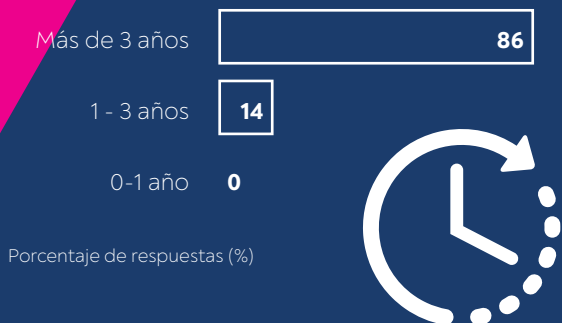 Más de 3 años 86
1 - 3 años 14
0-1 año 0
Porcentaje de respuestas (%)